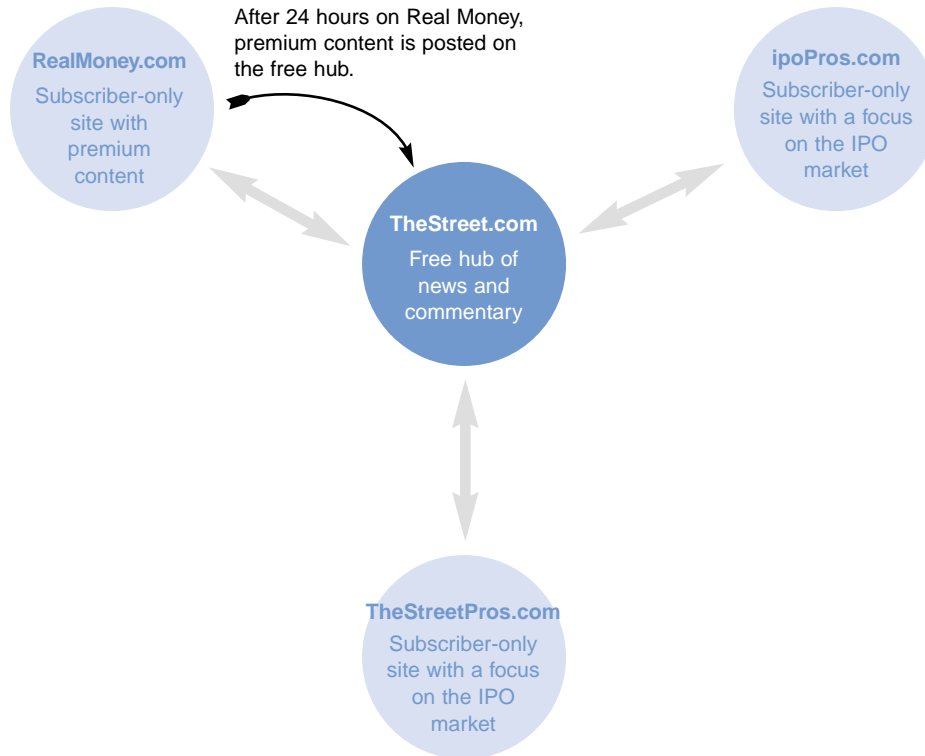 After 24 hours on Real Money,
premium content is posted on
the free hub.
RealMoney.com
Subscriber-only
site with
premium
content
ipoPros.com
Subscriber-only
site with a focus
on the IPO
market
TheStreet.com
Free hub of
news and
commentary
TheStreetPros.com
Subscriber-only
site with a focus
on the IPO
market